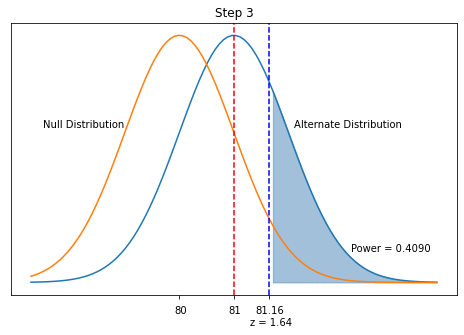 Step 3
Null Distribution
Alternate Distribution
Power = 0.4090
80
81
81.16
z = 1.64